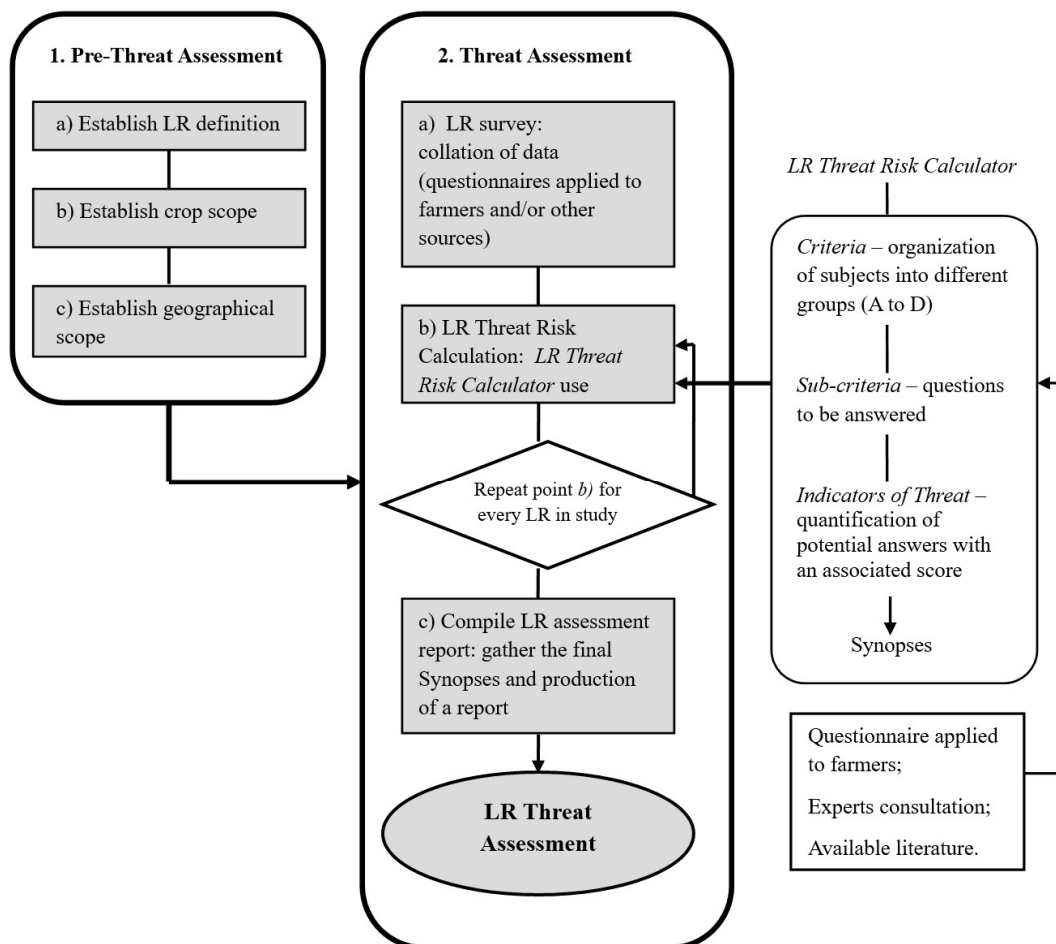 1. Pre-Threat Assessment
a) Establish LR definition
b) Establish crop scope
c) Establish geographical
scope
2. Threat Assessment
a) LR survey:
collation of data
(questionnaires applied to
farmers and/or other
sources)
b) LR Threat Risk
Calculation: LR Threat
Risk Calculator use
Repeat point b) for
every LR in study
c) Compile LR assessment
report: gather the final
Synopses and production
of a report
LR Threat
Assessment
LR Threat Risk Calculator
Criteria – organization
of subjects into different
groups (A to D)
Sub-criteria – questions
to be answered
Indicators of Threat –
quantification of
potential answers with
an associated score
Synopses
Questionnaire applied
to farmers;
Experts consultation;
Available literature.